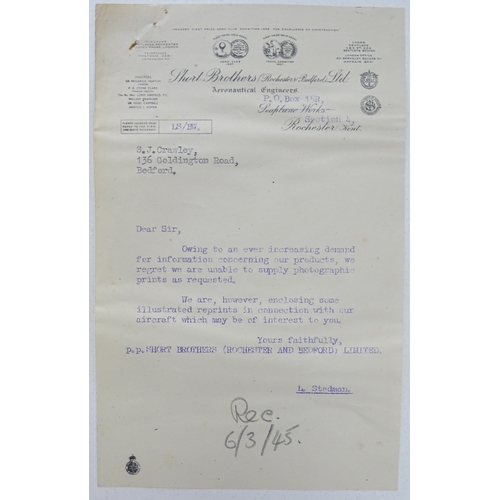 Short Brothers (Rochester & Bedford) Ltd
Aeronautical Engineers
P.O. Box 162,
Seaplane Works
Section 4,
Rochester, Kent.
LS/BW.
S.J.Crawley,
136 Goldington Road,
Bedford.
Dear Sir,
Owing to an ever increasing demand
for information concerning our products, we
regret we are unable to supply photographic
prints as requested.
We are, however, enclosing some
illustrated reprints in connection with our
aircraft which may be of interest to you.
Yours faithfully,
p.p.SHORT BROTHERS (ROCHESTER AND BEDFORD) LIMITED.
L. Stedman.
Rec.
6/3/45.